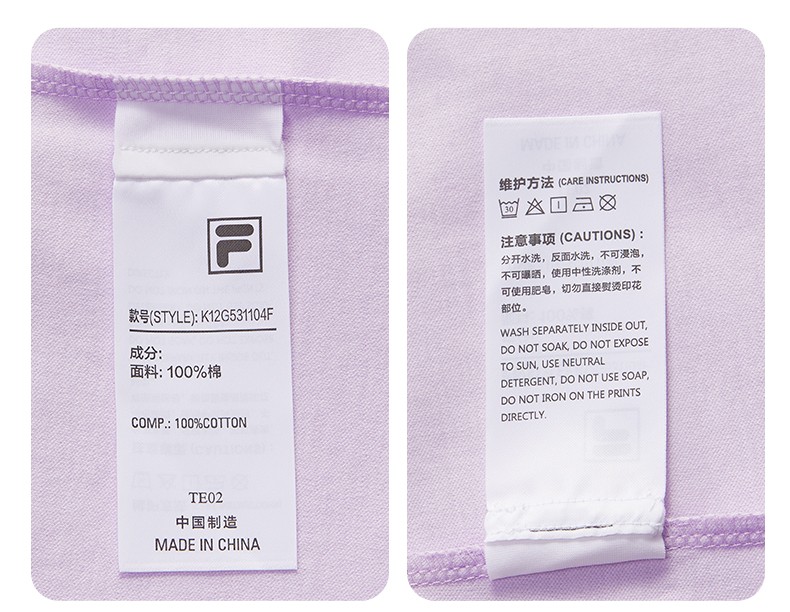 款号(STYLE): K12G531104F
成分:
面料: 100%棉
COMP.: 100%COTTON
TE02
中国制造
MADE IN CHINA
维护方法 (CARE INSTRUCTIONS)
30
注意事项 (CAUTIONS) :
分开水洗，反面水洗，不可浸泡，
不可曝晒，使用中性洗涤剂，不
可使用肥皂，切勿直接熨烫印花
部位。
WASH SEPARATELY INSIDE OUT,
DO NOT SOAK, DO NOT EXPOSE
TO SUN, USE NEUTRAL
DETERGENT, DO NOT USE SOAP,
DO NOT IRON ON THE PRINTS
DIRECTLY.